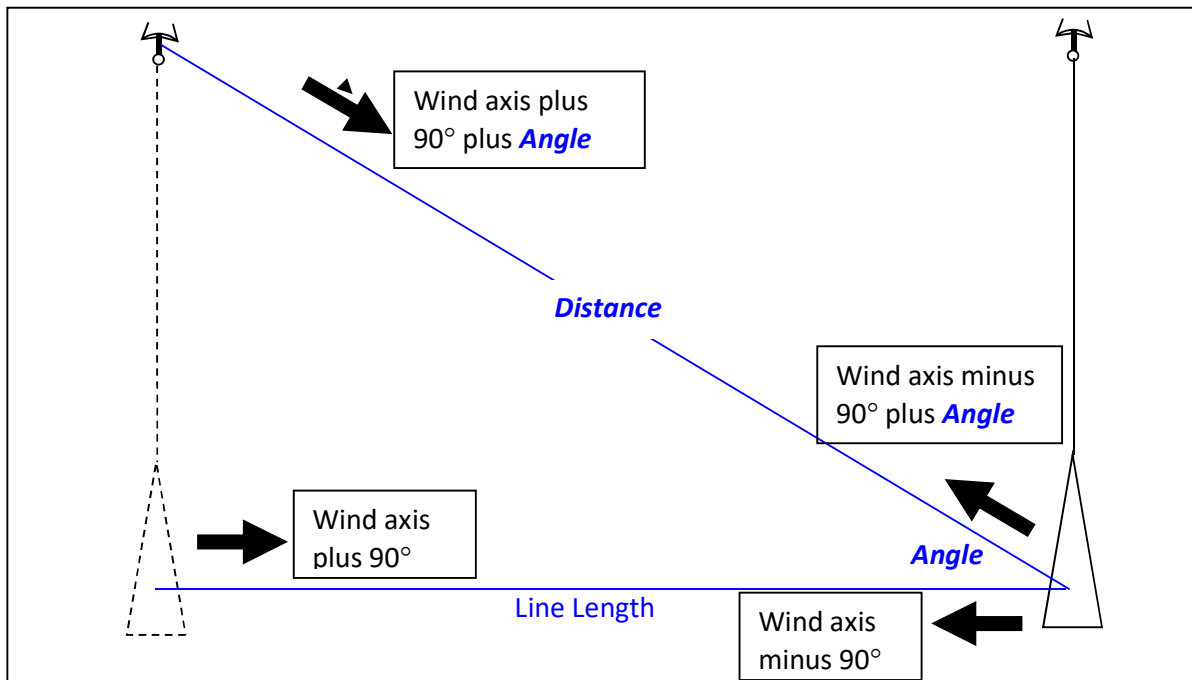 Wind axis plus
90° plus Angle
Distance
Wind axis minus
90° plus Angle
Wind axis
plus 90°
Angle
Line Length
Wind axis
minus 90°